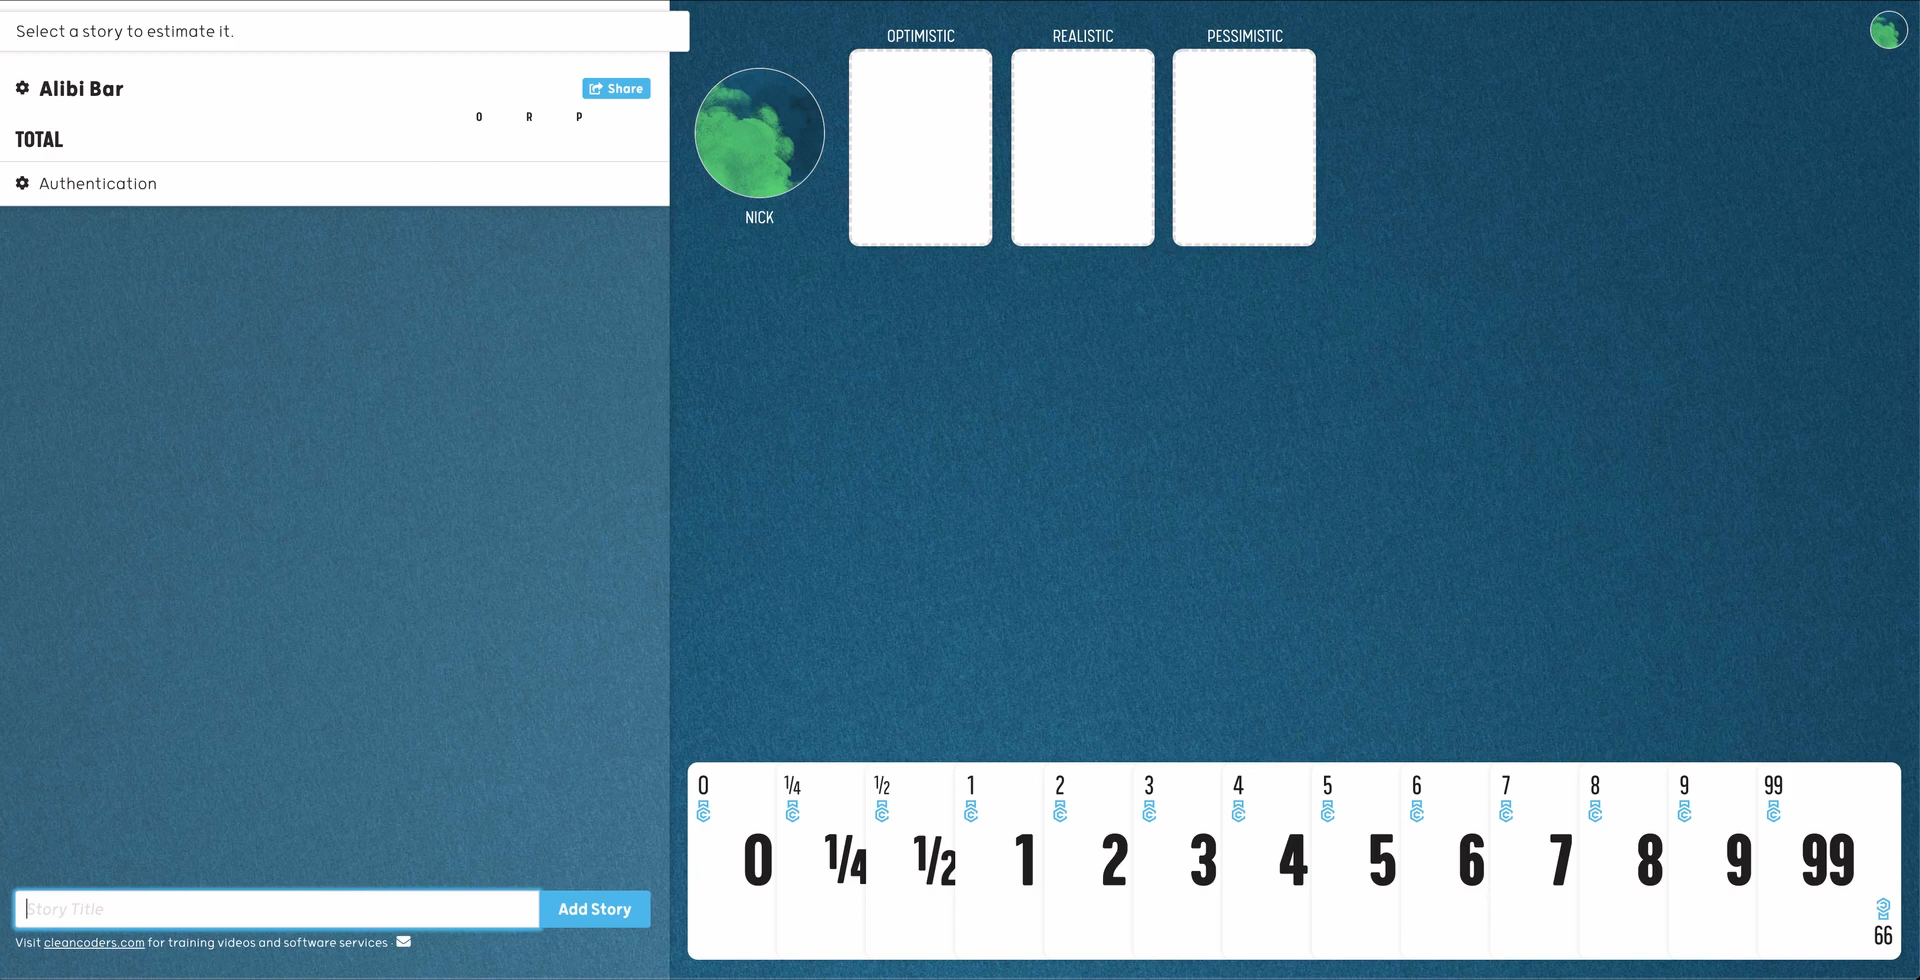 Select a story to estimate it.
Alibi Bar
Share
O R P
TOTAL
Authentication
Story Title
Add Story
Visit cleancoders.com for training videos and software services ·
OPTIMISTIC REALISTIC PESSIMISTIC
NICK
0 1/4 1/2 1 2 3 4 5 6 7 8 9 99
0 1/4 1/2 1 2 3 4 5 6 7 8 9 99
99